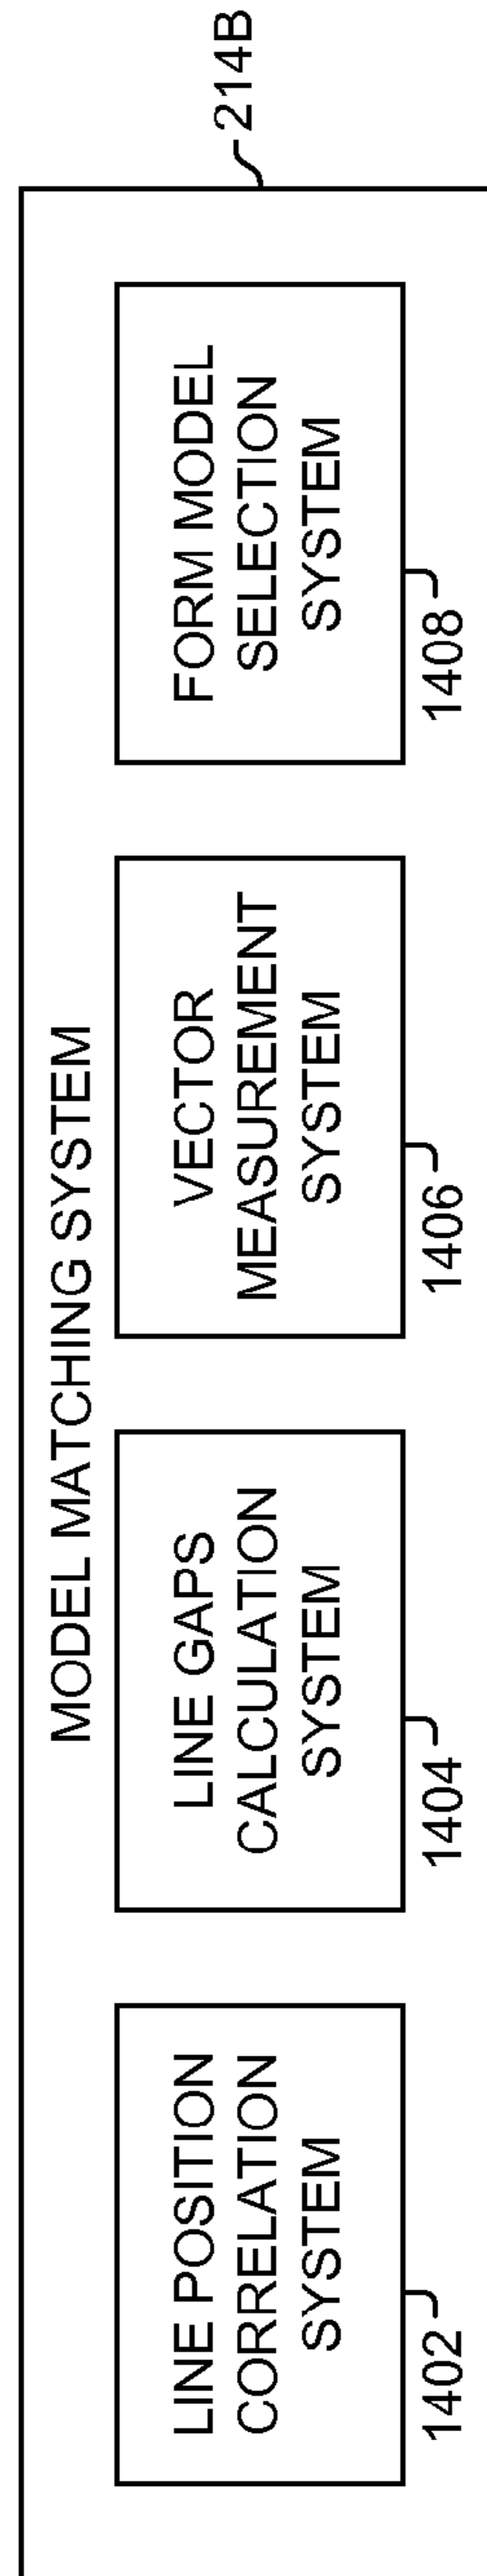 214B
MODEL MATCHING SYSTEM
LINE POSITION
CORRELATION
SYSTEM
1402
LINE GAPS
CALCULATION
SYSTEM
1404
VECTOR
MEASUREMENT
SYSTEM
1406
FORM MODEL
SELECTION
SYSTEM
1408